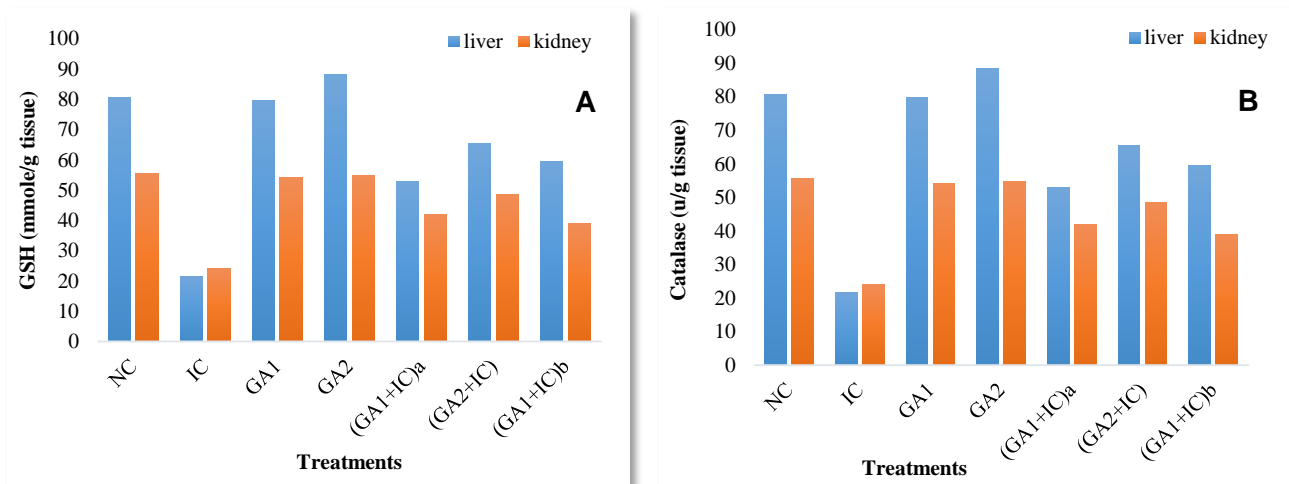 liver kidney
A
GSH (mmole/g tissue)
100
90
80
70
60
50
40
30
20
10
0
NC
IC
GA1
GA2
(GA1+IC)a
(GA2+IC)
(GA1+IC)b
Treatments
liver kidney
B
Catalase (u/g tissue)
100
90
80
70
60
50
40
30
20
10
0
NC
IC
GA1
GA2
(GA1+IC)a
(GA2+IC)
(GA1+IC)b
Treatments